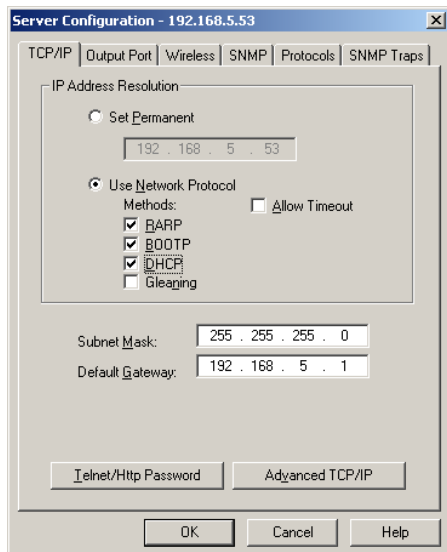 Server Configuration - 192.168.5.53
TCP/IP Output Port Wireless SNMP Protocols SNMP Traps
IP Address Resolution
Set Permanent
192 . 168 . 5 . 53
Use Network Protocol
Methods: Allow Timeout
RARP
BOOTP
DHCP
Gleaning
Subnet Mask: 255 . 255 . 255 . 0
Default Gateway: 192 . 168 . 5 . 1
Telnet/Http Password Advanced TCP/IP
OK Cancel Help